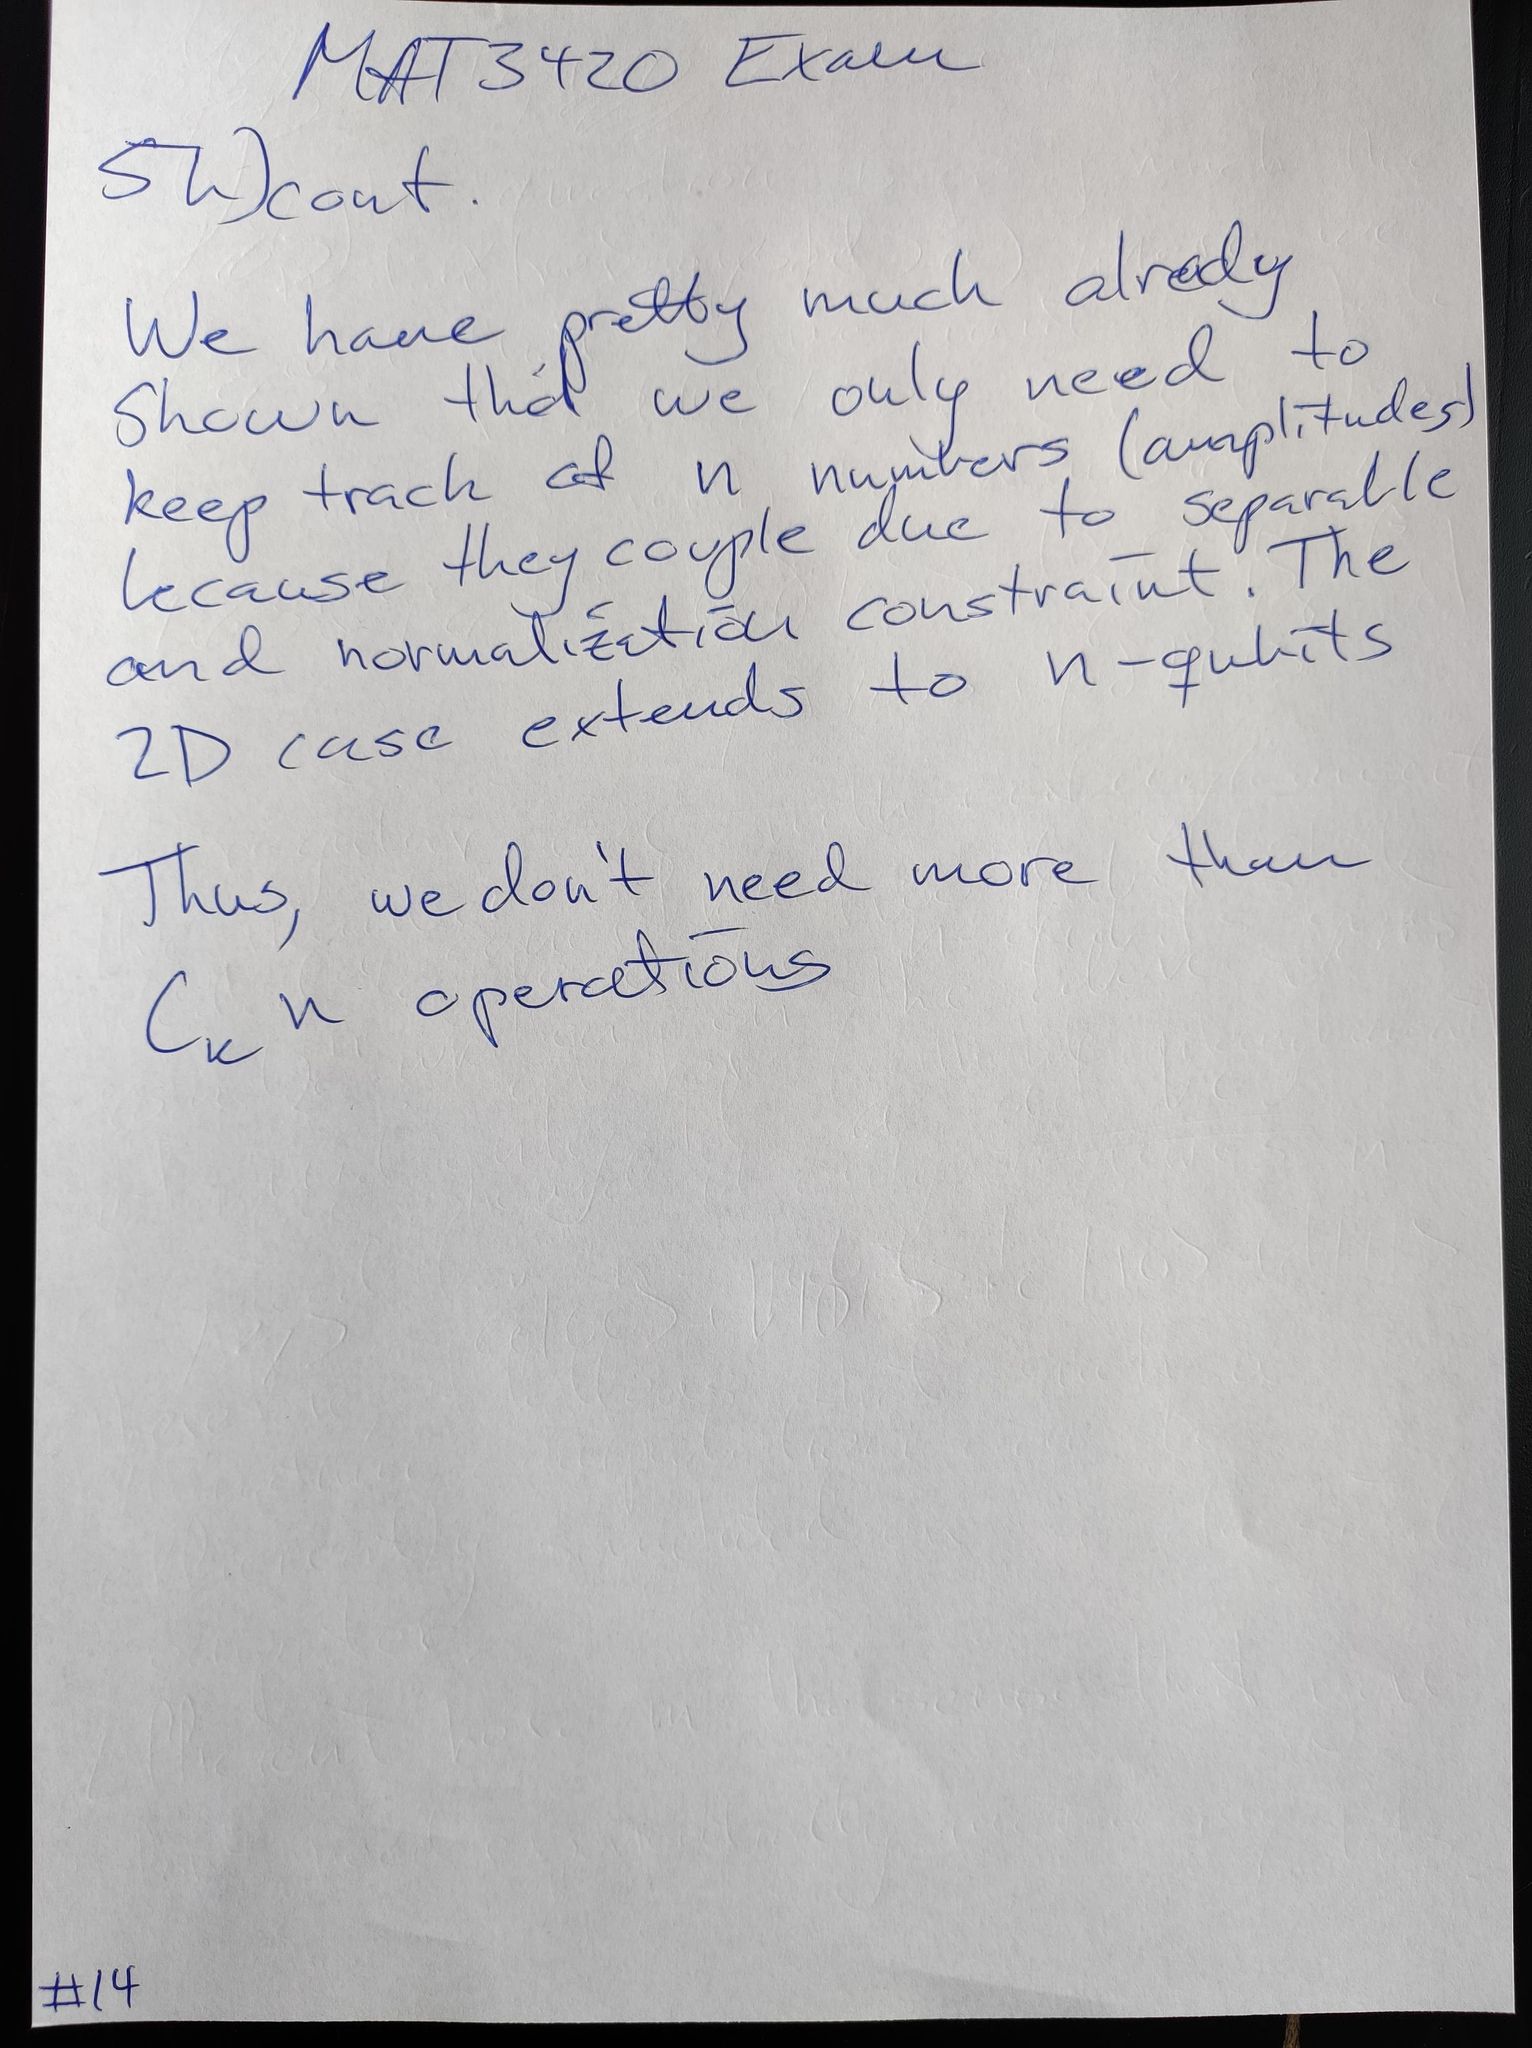 MAT3420 Exam
5h) cont.
We have pretty much alredy
Shown that we only need to
keep track of n numbers (amplitudes)
because they couple due to separable
and normalization constraint. The
2D case extends to n-qubits
Thus, we don't need more than
C_k n operations
#14